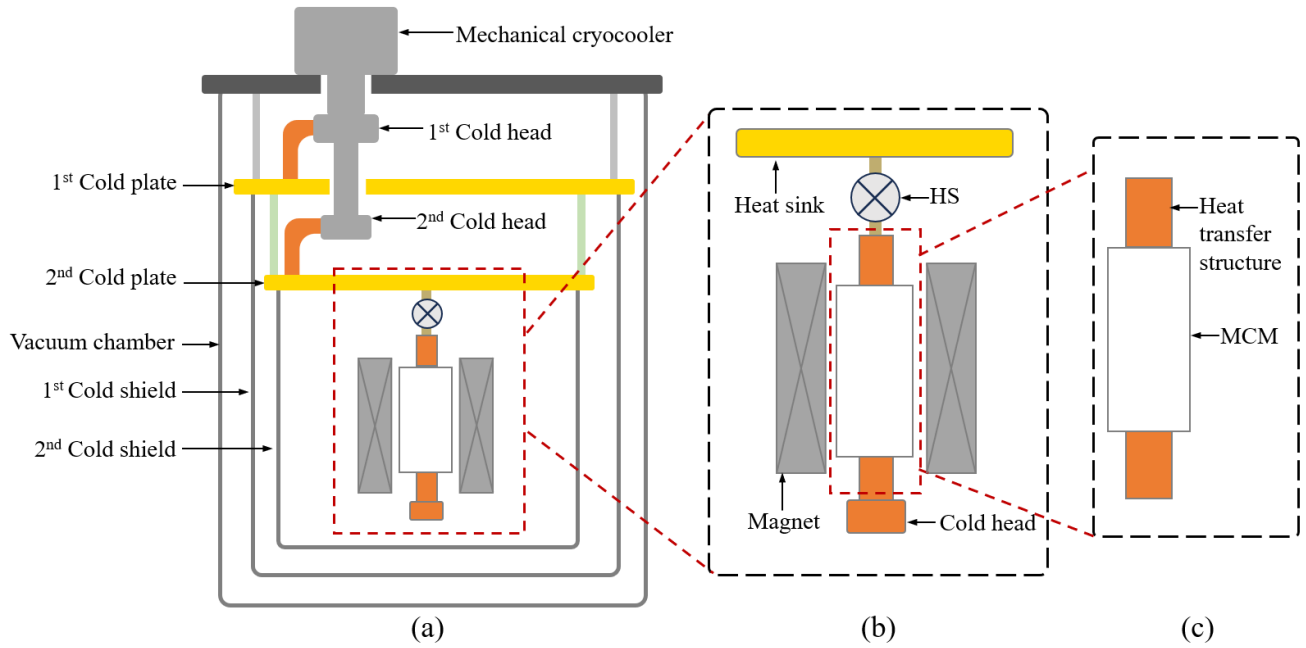 Mechanical cryocooler
1st Cold head
1st Cold plate
2nd Cold head
2nd Cold plate
Vacuum chamber
1st Cold shield
2nd Cold shield
(a)
Heat sink
HS
Magnet
Cold head
(b)
Heat
transfer
structure
MCM
(c)